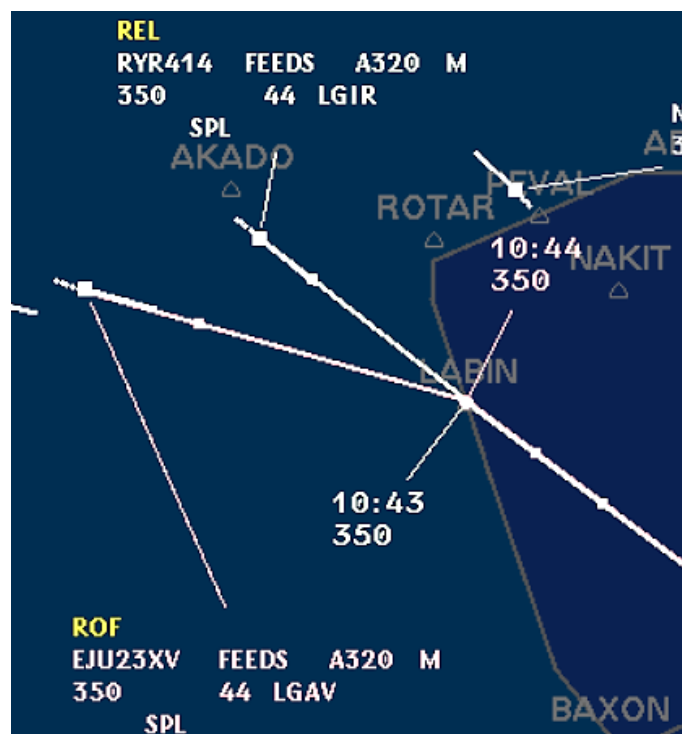 REL
RYR414 FEEDS A320 M
350 44 LGIR
SPL
AKADO
N
3
PEVAL
ROTAR
10:44
350
NAKIT
LABIN
10:43
350
ROF
EJU23XV FEEDS A320 M
350 44 LGAV
SPL
BAXON